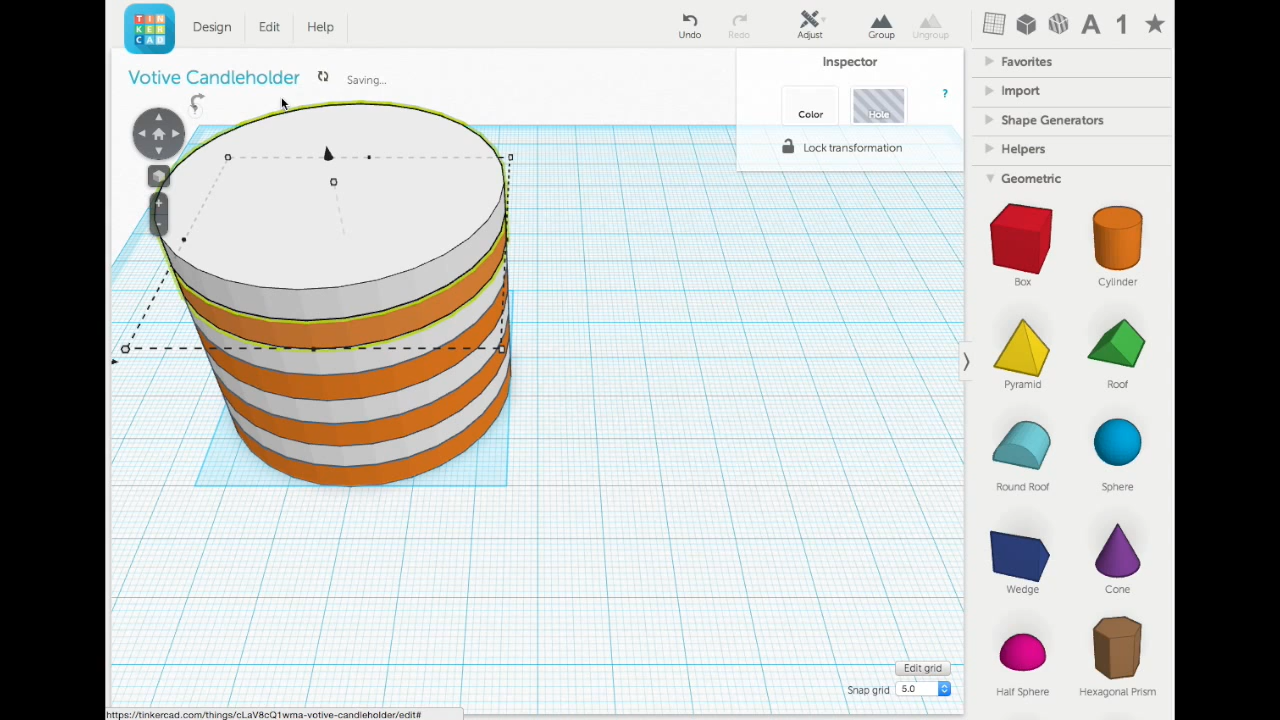 TIN
KER
CAD
Design
Edit
Help
Undo
Redo
Adjust
Group
Ungroup
A
1
Votive Candleholder
Saving...
Inspector
Color
Hole
?
Lock transformation
Favorites
Import
Shape Generators
Helpers
Geometric
Box
Cylinder
Pyramid
Roof
Round Roof
Sphere
Wedge
Cone
Half Sphere
Hexagonal Prism
Edit grid
Snap grid
5.0
https://tinkercad.com/things/cLaV8cQ1wma-votive-candleholder/edit#